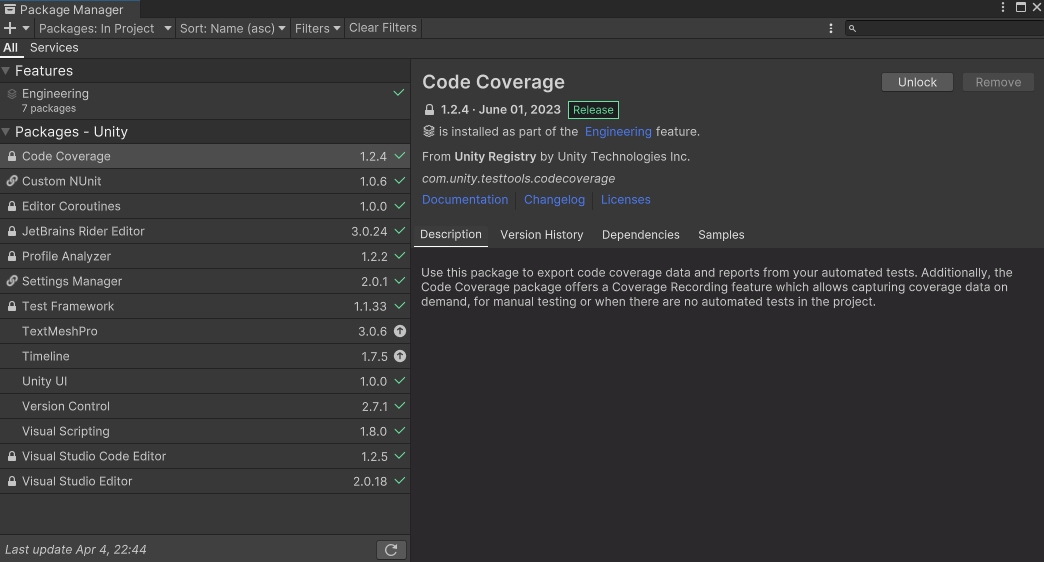 Package Manager
Packages: In Project Sort: Name (asc) Filters Clear Filters
All Services
Features
Engineering
7 packages
Packages - Unity
Code Coverage 1.2.4
Custom NUnit 1.0.6
Editor Coroutines 1.0.0
JetBrains Rider Editor 3.0.24
Profile Analyzer 1.2.2
Settings Manager 2.0.1
Test Framework 1.1.33
TextMeshPro 3.0.6
Timeline 1.7.5
Unity UI 1.0.0
Version Control 2.7.1
Visual Scripting 1.8.0
Visual Studio Code Editor 1.2.5
Visual Studio Editor 2.0.18
Last update Apr 4, 22:44
Code Coverage Unlock Remove
1.2.4 · June 01, 2023 Release
is installed as part of the Engineering feature.
From Unity Registry by Unity Technologies Inc.
com.unity.testtools.codecoverage
Documentation Changelog Licenses
Description Version History Dependencies Samples
Use this package to export code coverage data and reports from your automated tests. Additionally, the
Code Coverage package offers a Coverage Recording feature which allows capturing coverage data on
demand, for manual testing or when there are no automated tests in the project.